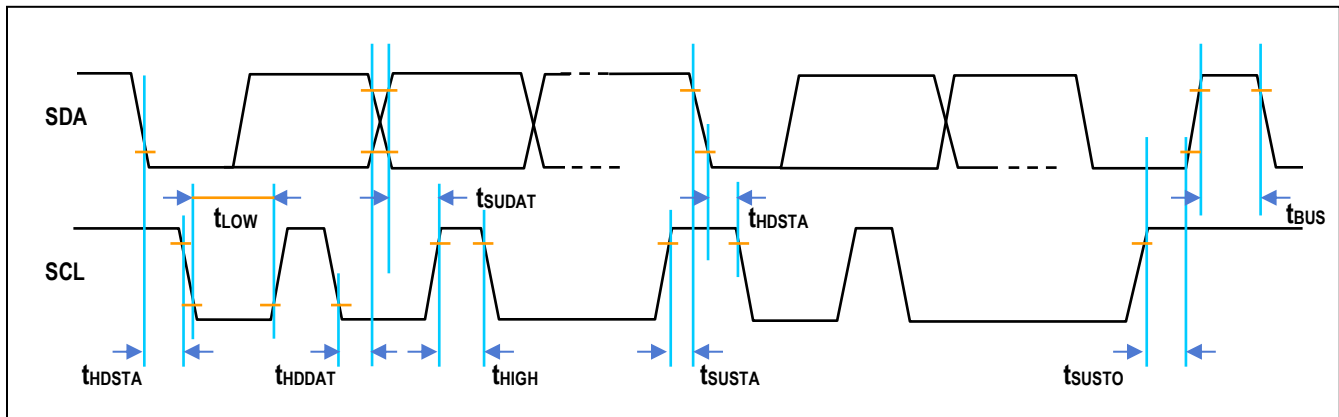 SDA
tSUDAT
tLOW
tHDSTA
tBUS
SCL
tHDSTA
tHDDAT
tHIGH
tSUSTA
tSUSTO